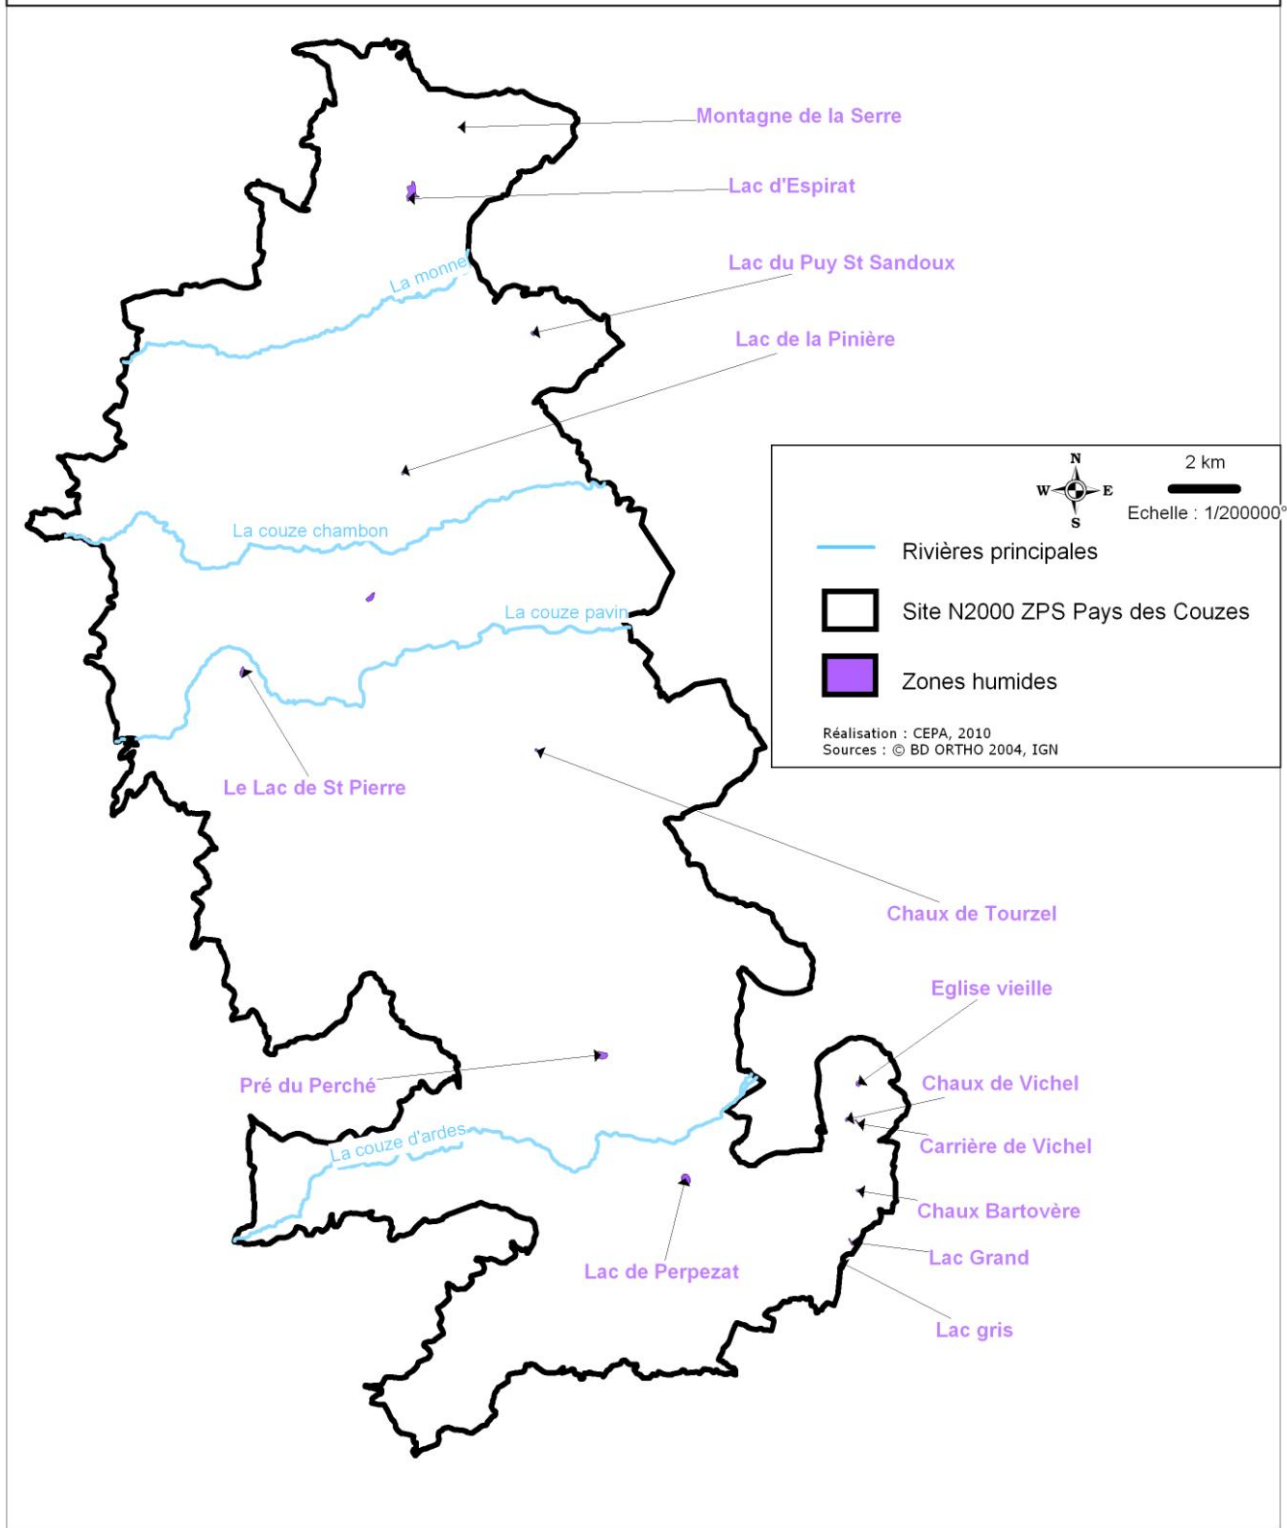 Montagne de la Serre
Lac d'Espirat
La monne
Lac du Puy St Sandoux
Lac de la Pinière
N
W
E
S
2 km
Echelle : 1/200000°
La couze chambon
Rivières principales
Site N2000 ZPS Pays des Couzes
Zones humides
Réalisation : CEPA, 2010
Sources : © BD ORTHO 2004, IGN
La couze pavin
Le Lac de St Pierre
Chaux de Tourzel
Eglise vieille
Pré du Perché
Chaux de Vichel
La couze d'ardes
Carrière de Vichel
Chaux Bartovère
Lac Grand
Lac de Perpezat
Lac gris